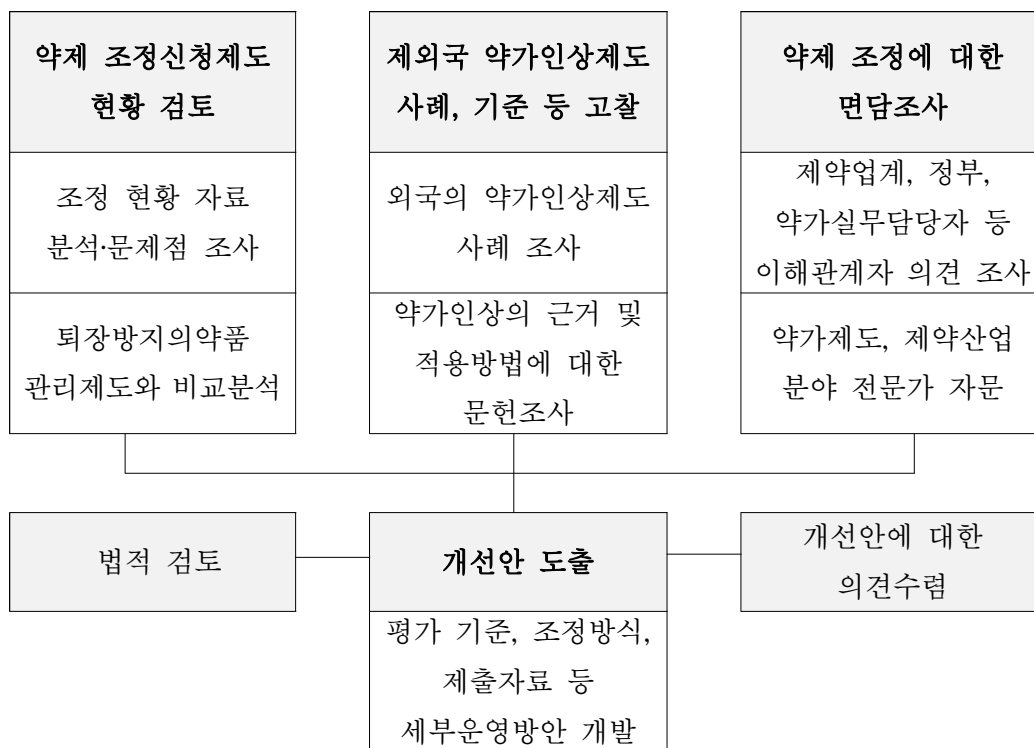 약제 조정신청제도
현황 검토
조정 현황 자료
분석·문제점 조사
퇴장방지의약품
관리제도와 비교분석
제외국 약가인상제도
사례, 기준 등 고찰
외국의 약가인상제도
사례 조사
약가인상의 근거 및
적용방법에 대한
문헌조사
약제 조정에 대한
면담조사
제약업계, 정부,
약가실무담당자 등
이해관계자 의견 조사
약가제도, 제약산업
분야 전문가 자문
법적 검토
개선안 도출
평가 기준, 조정방식,
제출자료 등
세부운영방안 개발
개선안에 대한
의견수렴